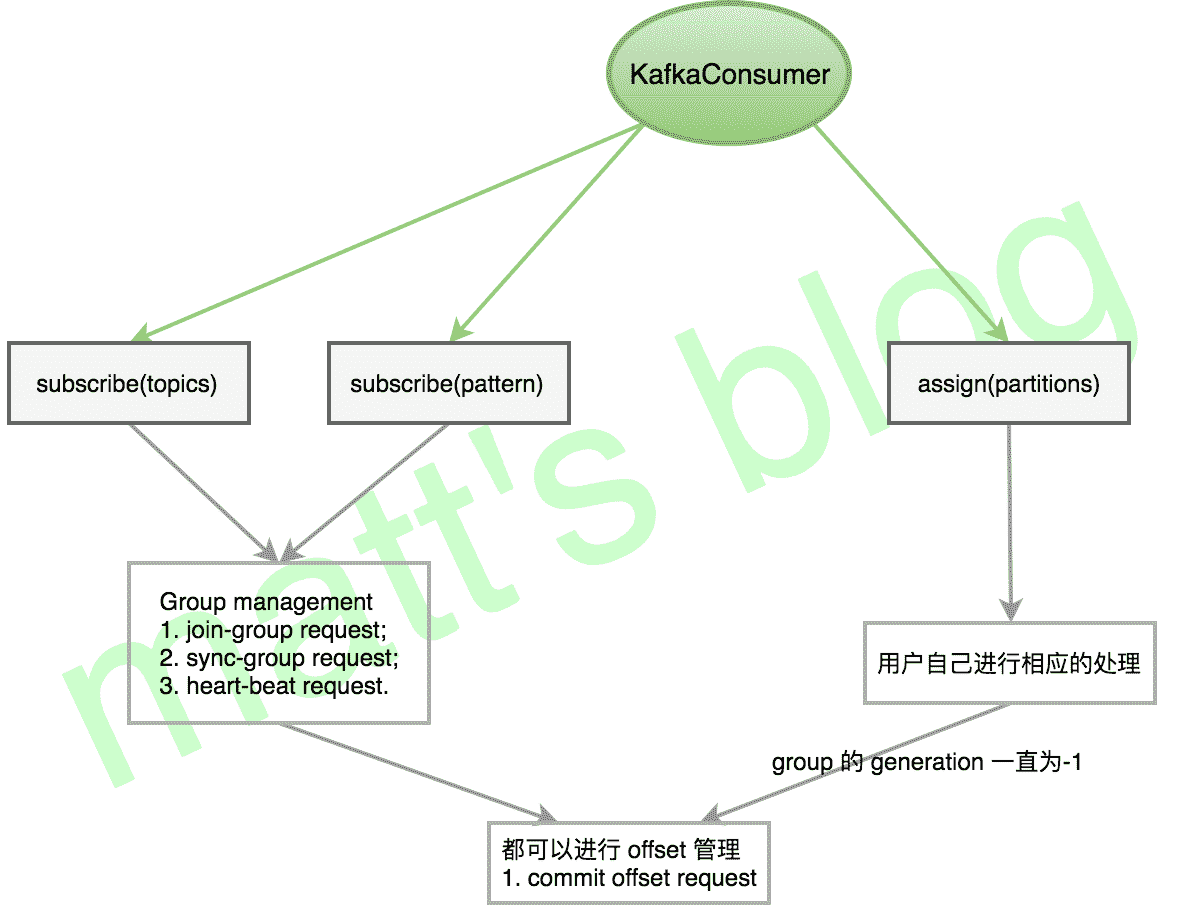 KafkaConsumer
subscribe(topics)
subscribe(pattern)
assign(partitions)
matt's blog
Group management
1. join-group request;
2. sync-group request;
3. heart-beat request.
用户自己进行相应的处理
group 的 generation 一直为-1
都可以进行 offset 管理
1. commit offset request